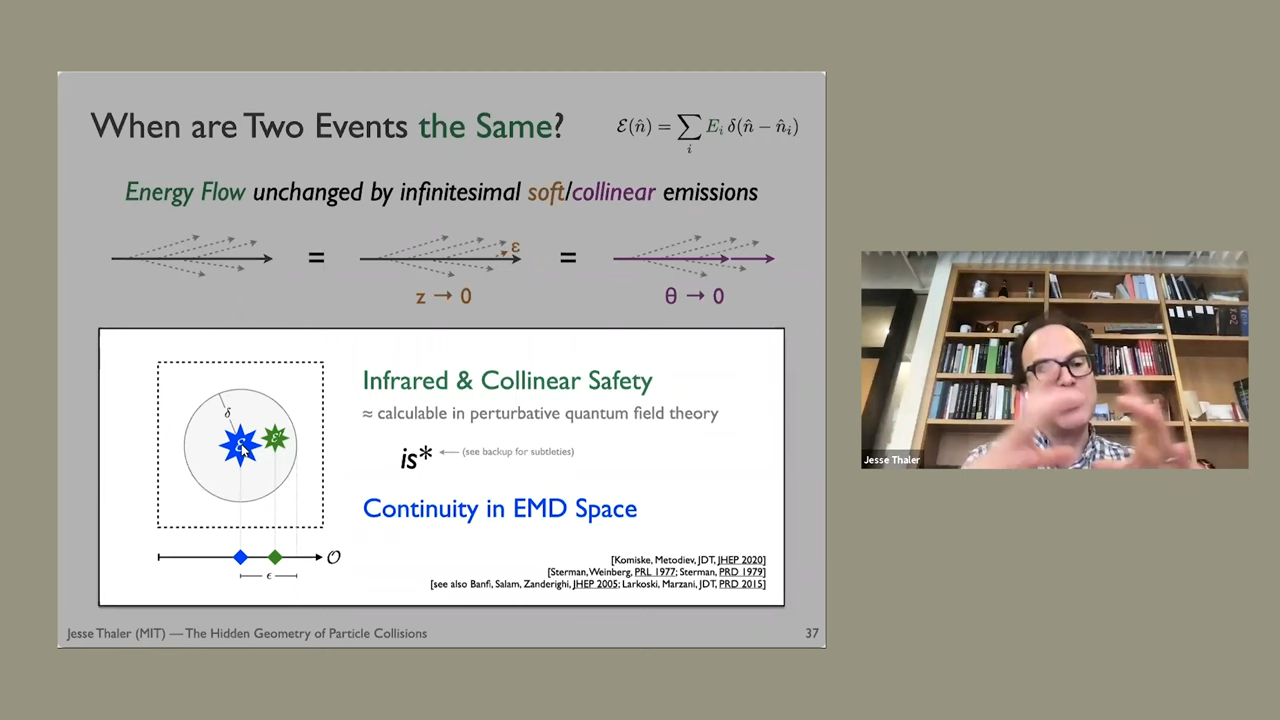 When are Two Events the Same?
ℰ(n̂) = ∑ᵢ Eᵢ δ(n̂ − n̂ᵢ)
Energy Flow unchanged by infinitesimal soft/collinear emissions
= ε =
z → 0
θ → 0
Infrared & Collinear Safety
≈ calculable in perturbative quantum field theory
is* (see backup for subtleties)
Continuity in EMD Space
δ
ℰ ℰ′
𝒪
ϵ
[Komiske, Metodiev, JDT, JHEP 2020]
[Sterman, Weinberg, PRL 1977; Sterman, PRD 1979]
[see also Banfi, Salam, Zanderighi, JHEP 2005; Larkoski, Marzani, JDT, PRD 2015]
Jesse Thaler (MIT) — The Hidden Geometry of Particle Collisions
37
Jesse Thaler